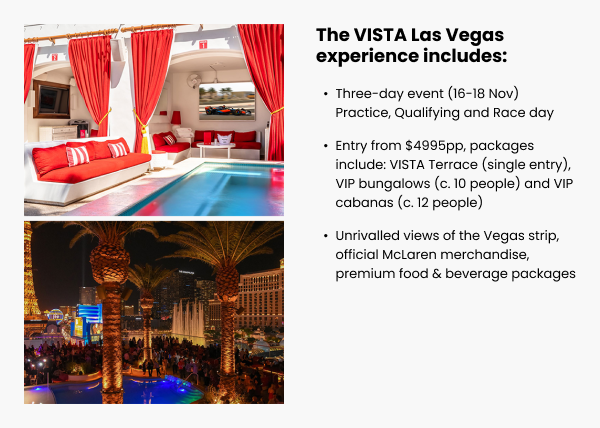 The VISTA Las Vegas
experience includes:
• Three-day event (16-18 Nov)
Practice, Qualifying and Race day
• Entry from $4995pp, packages
include: VISTA Terrace (single entry),
VIP bungalows (c. 10 people) and VIP
cabanas (c. 12 people)
• Unrivalled views of the Vegas strip,
official McLaren merchandise,
premium food & beverage packages